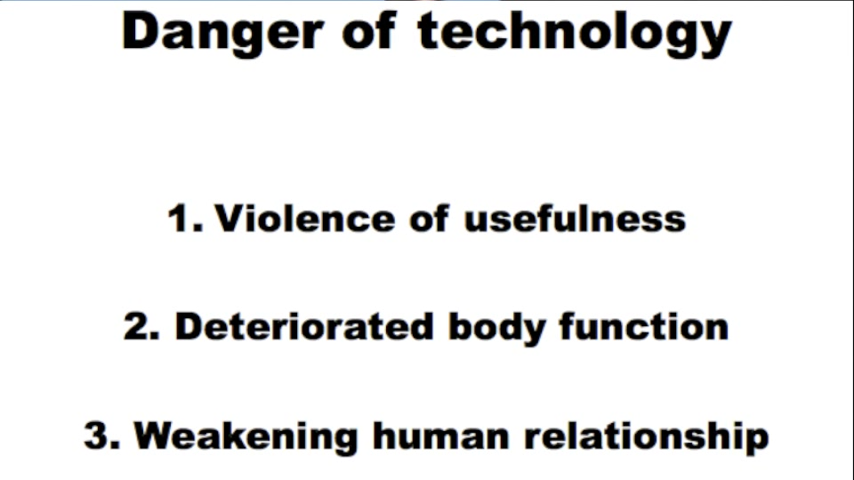 Danger of technology
1. Violence of usefulness
2. Deteriorated body function
3. Weakening human relationship